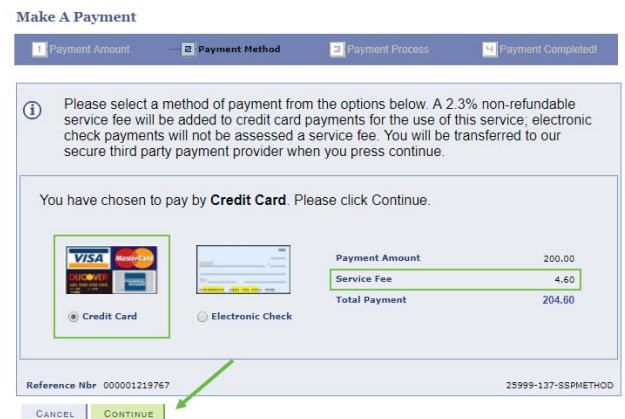 Make A Payment
1 Payment Amount 2 Payment Method 3 Payment Process 4 Payment Completed!
Please select a method of payment from the options below. A 2.3% non-refundable
service fee will be added to credit card payments for the use of this service; electronic
check payments will not be assessed a service fee. You will be
transferred to our
secure third party payment provider when you press continue.
You have chosen to pay by Credit Card. Please click Continue.
VISA MasterCard
DISCOVER
Credit Card
Electronic Check
Payment Amount 200.00
Service Fee 4.60
Total Payment 204.60
Reference Nbr 000001219767 25999-137-SSPMETHOD
CANCEL CONTINUE